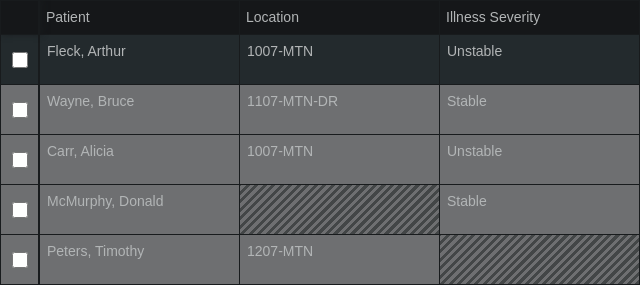 Patient Location Illness Severity
Fleck, Arthur 1007-MTN Unstable
Wayne, Bruce 1107-MTN-DR Stable
Carr, Alicia 1007-MTN Unstable
McMurphy, Donald Stable
Peters, Timothy 1207-MTN